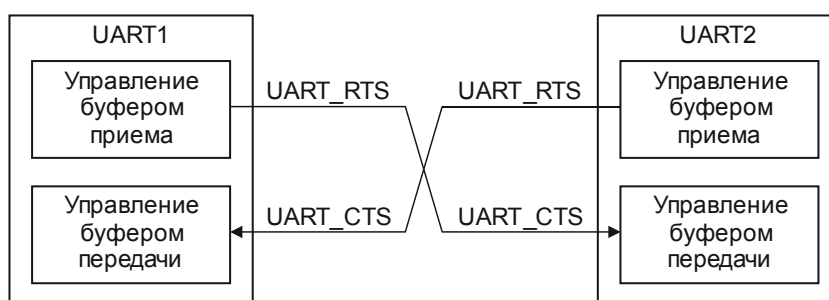 UART1
Управление
буфером
приема
Управление
буфером
передачи
UART_RTS
UART_RTS
UART_CTS
UART_CTS
UART2
Управление
буфером
приема
Управление
буфером
передачи